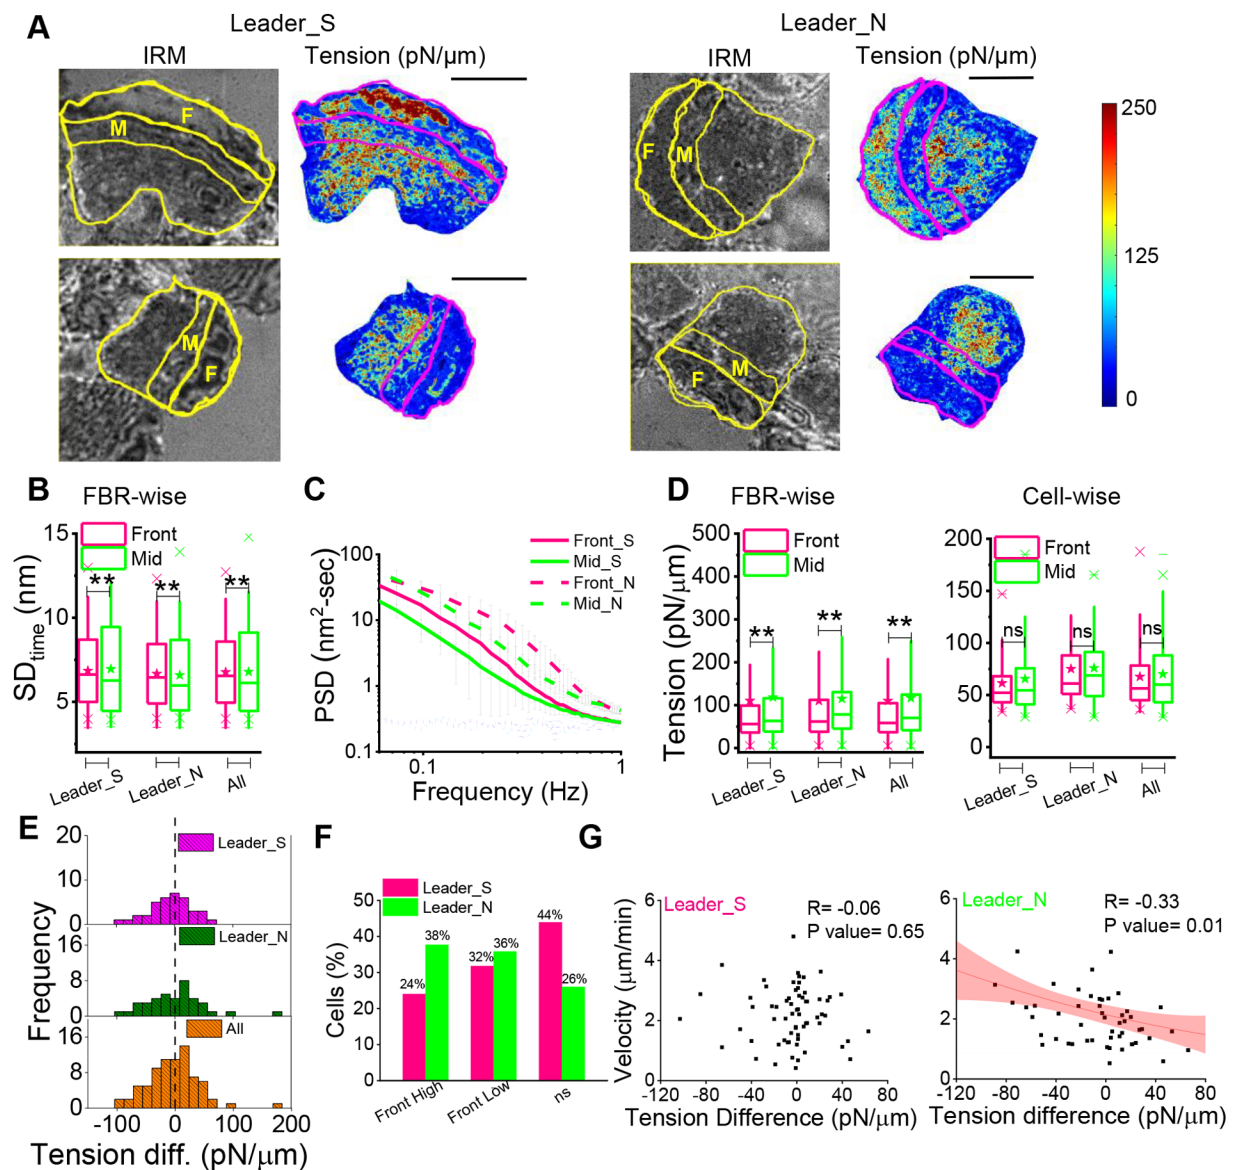 A
Leader_S
Leader_N
IRM
Tension (pN/µm)
IRM
Tension (pN/µm)
F
M
F
M
250
125
0
M
F
M
F
B
FBR-wise
Front
Mid
SDtime (nm)
15
10
5
**
**
**
Leader_S
Leader_N
All
C
PSD (nm2-sec)
100
10
1
0.1
0.1
1
Frequency (Hz)
Front_S
Mid_S
Front_N
Mid_N
D
FBR-wise
Front
Mid
Tension (pN/µm)
500
400
300
200
100
0
**
**
**
Leader_S
Leader_N
All
Cell-wise
Front
Mid
200
150
100
50
0
ns
ns
ns
Leader_S
Leader_N
All
E
Frequency
20
10
0
Leader_S
16
8
0
Leader_N
16
8
0
All
-100
0
100
200
Tension diff. (pN/µm)
F
Leader_S
Leader_N
Cells (%)
50
40
30
20
10
0
24%
38%
32%
36%
44%
26%
Front High
Front Low
ns
G
Leader_S
R= -0.06
P value= 0.65
Velocity (µm/min)
6
4
2
0
-120
-80
-40
0
40
80
Tension Difference (pN/µm)
Leader_N
R= -0.33
P value= 0.01
6
4
2
0
-120
-80
-40
0
40
80
Tension difference (pN/µm)